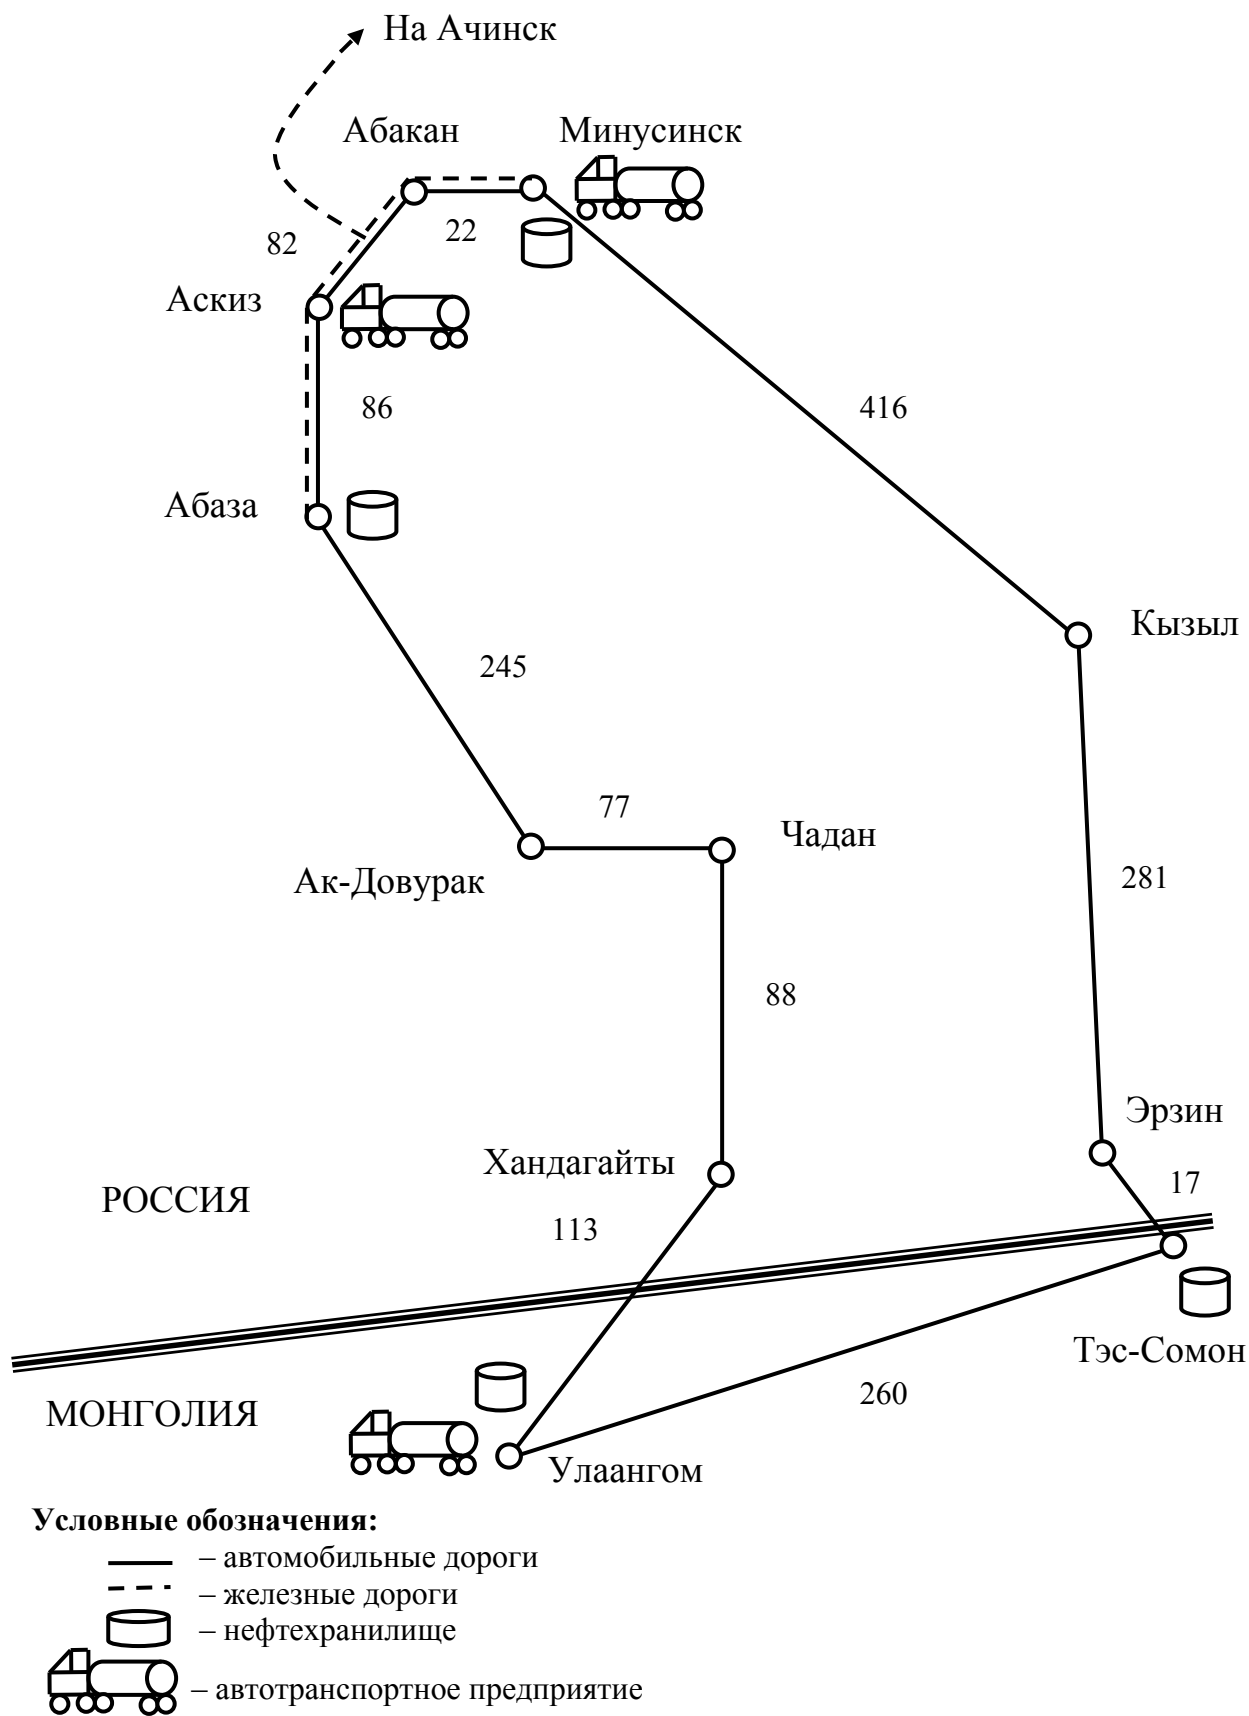 На Ачинск
Абакан
Минусинск
82
22
Аскиз
86
416
Абаза
Кызыл
245
77
Чадан
Ак-Довурак
281
88
Эрзин
Хандагайты
17
РОССИЯ
113
Тэс-Сомон
МОНГОЛИЯ
260
Улаангом
Условные обозначения:
– автомобильные дороги
– железные дороги
– нефтехранилище
– автотранспортное предприятие